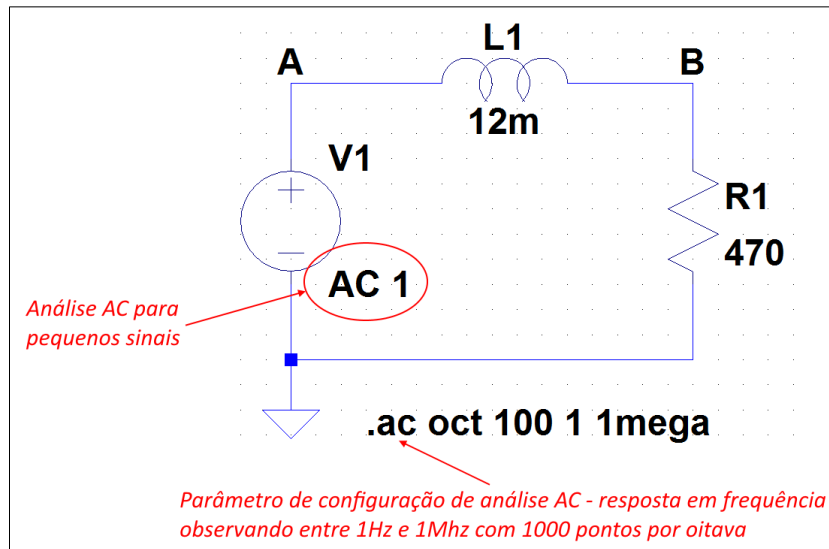 A
L1
B
12m
V1
R1
470
AC 1
Análise AC para
pequenos sinais
.ac oct 100 1 1mega
Parâmetro de configuração de análise AC - resposta em frequência
observando entre 1Hz e 1Mhz com 1000 pontos por oitava